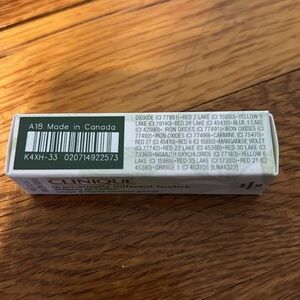 A18 Made in Canada
K4XH-33 020714922573
DIOXIDE (CI 77891)•RED 7 LAKE (CI 15850)•YELLOW 5
LAKE (CI 19140)•RED 28 LAKE (CI 45410)•BLUE 1 LAKE
(CI 42090)• IRON OXIDES (CI 77491)• IRON OXIDES (CI
77492)•IRON OXIDES (CI 77499)•CARMINE (CI 75470)•
RED 27 (CI 45410)•RED 6 (CI 15850)•MANGANESE VIOLET
(CI 77742)•RED 22 LAKE (CI 45380)•RED 30 LAKE (CI
73360)•BISMUTH OXYCHLORIDE (CI 77163)•YELLOW 6
LAKE (CI 15985)•RED 33 LAKE (CI 17200)•RED 21 (CI
45380)•ORANGE 5 (CI 45370) [ILN44322]
CLINIQUE
dramatically different lipstick